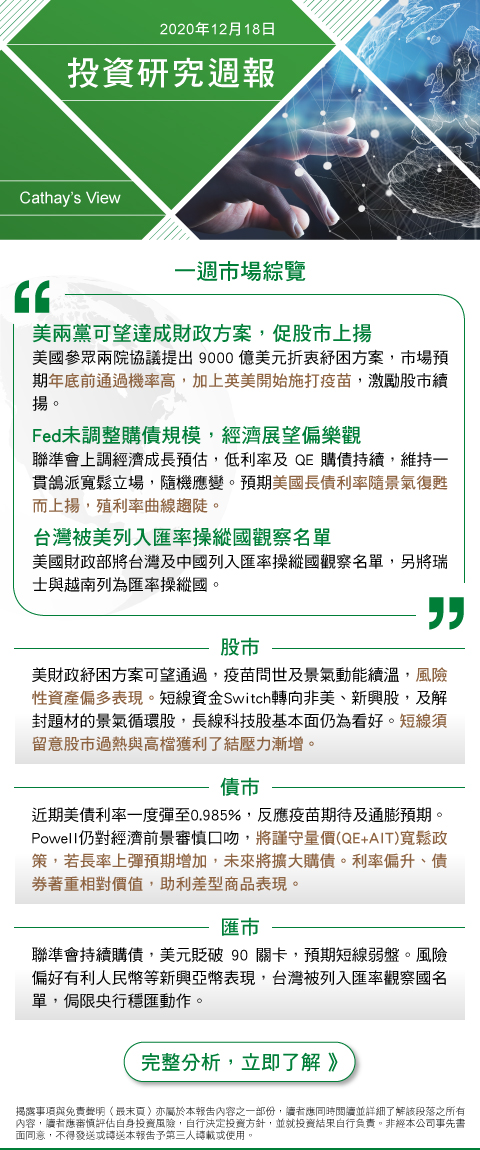 2020年12月18日
投資研究週報
Cathay's View
一週市場綜覽
美兩黨可望達成財政方案，促股市上揚
美國參眾兩院協議提出 9000 億美元折衷紓困方案，市場預
期年底前通過機率高，加上英美開始施打疫苗，激勵股市續
揚。
Fed未調整購債規模，經濟展望偏樂觀
聯準會上調經濟成長預估，低利率及 QE 購債持續，維持一
貫鴿派寬鬆立場，隨機應變。預期美國長債利率隨景氣復甦
而上揚，殖利率曲線趨陡。
台灣被美列入匯率操縱國觀察名單
美國財政部將台灣及中國列入匯率操縱國觀察名單，另將瑞
士與越南列為匯率操縱國。
股市
美財政紓困方案可望通過，疫苗問世及景氣動能續溫，風險
性資產偏多表現。短線資金Switch轉向非美、新興股，及解
封題材的景氣循環股，長線科技股基本面仍為看好。短線須
留意股市過熱與高檔獲利了結壓力漸增。
債市
近期美債利率一度彈至0.985%，反應疫苗期待及通膨預期。
Powell仍對經濟前景審慎口吻，將謹守量價(QE+AIT)寬鬆政
策，若長率上彈預期增加，未來將擴大購債。利率偏升、債
券著重相對價值，助利差型商品表現。
匯市
聯準會持續購債，美元貶破 90 關卡，預期短線弱盤。風險
偏好有利人民幣等新興亞幣表現，台灣被列入匯率觀察國名
單，侷限央行穩匯動作。
完整分析，立即了解 》
揭露事項與免責聲明（最末頁）亦屬於本報告內容之一部份，讀者應同時閱讀並詳細了解該段落之所有
內容，讀者應審慎評估自身投資風險，自行決定投資方針，並就投資結果自行負責。非經本公司事先書
面同意，不得發送或轉送本報告予第三人轉載或使用。